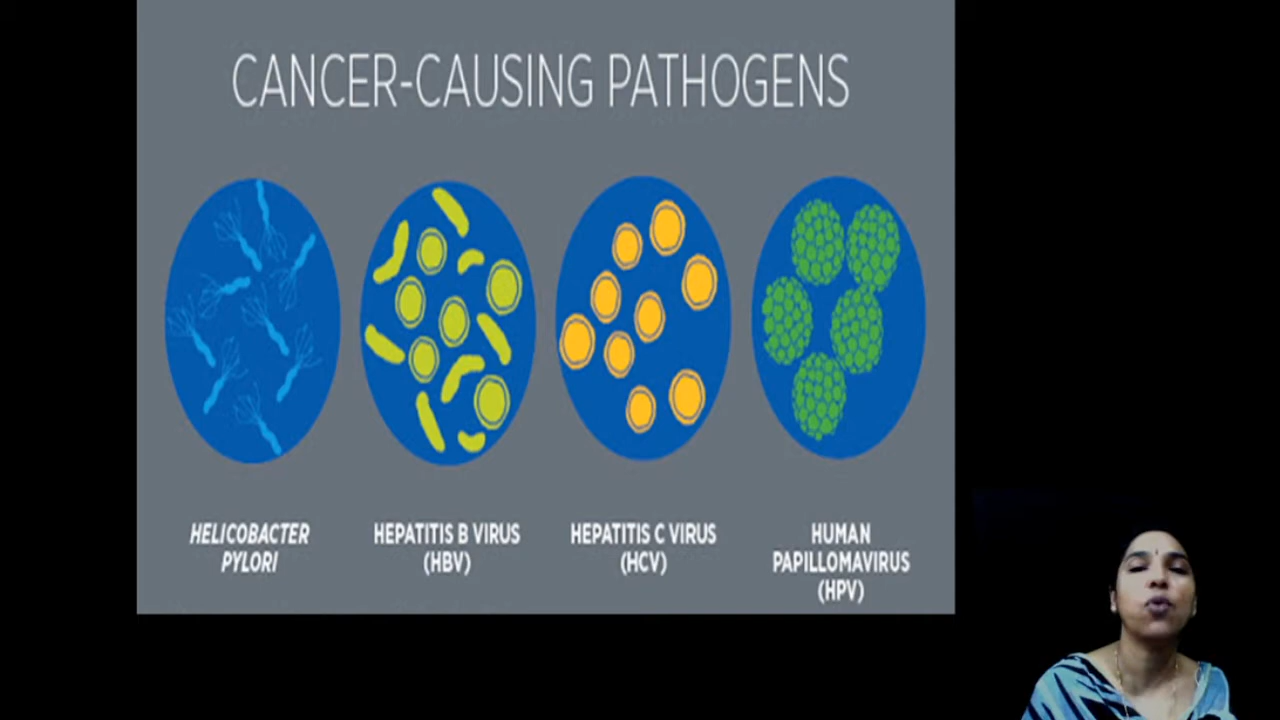 CANCER-CAUSING PATHOGENS
HELICOBACTER
PYLORI
HEPATITIS B VIRUS
(HBV)
HEPATITIS C VIRUS
(HCV)
HUMAN
PAPILLOMAVIRUS
(HPV)